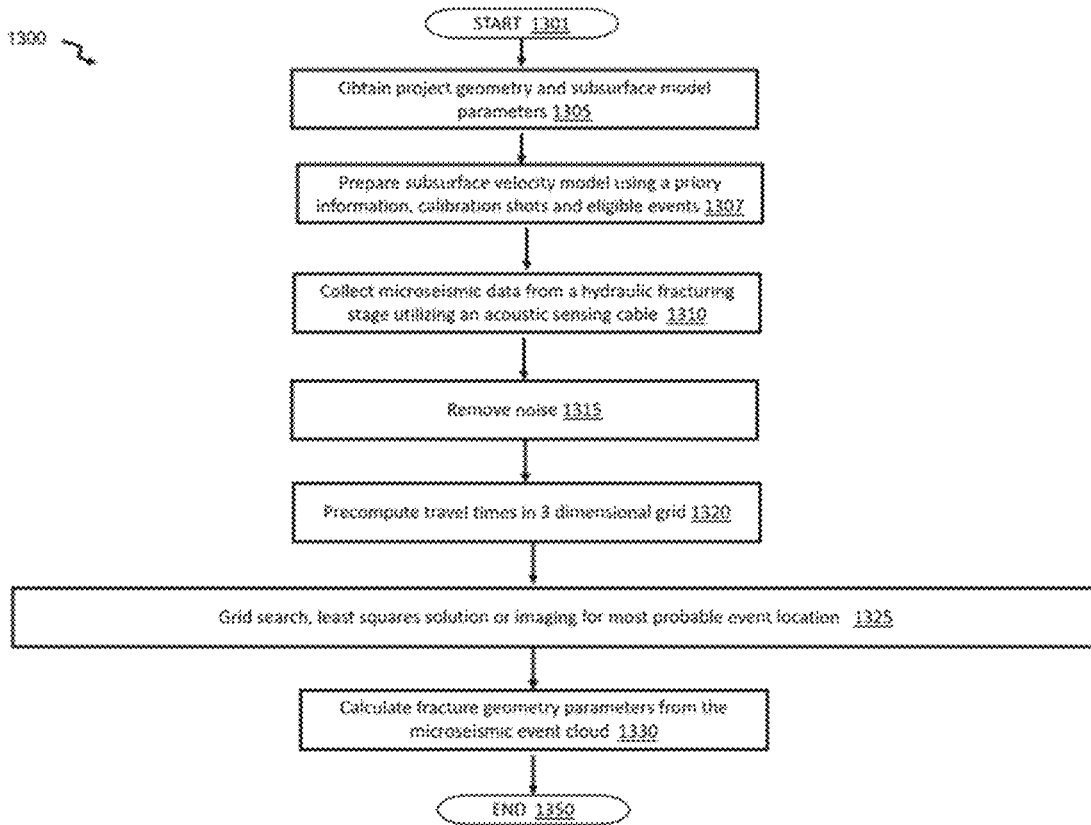 1300
START 1301
Obtain project geometry and subsurface model
parameters 1305
Prepare subsurface velocity model using a priory
information, calibration shots and eligible events 1307
Collect microseismic data from a hydraulic fracturing
stage utilizing an acoustic sensing cable 1310
Remove noise 1315
Precompute travel times in 3 dimensional grid 1320
Grid search, least squares solution or imaging for most probable event location 1325
Calculate fracture geometry parameters from the
microseismic event cloud 1330
END 1350